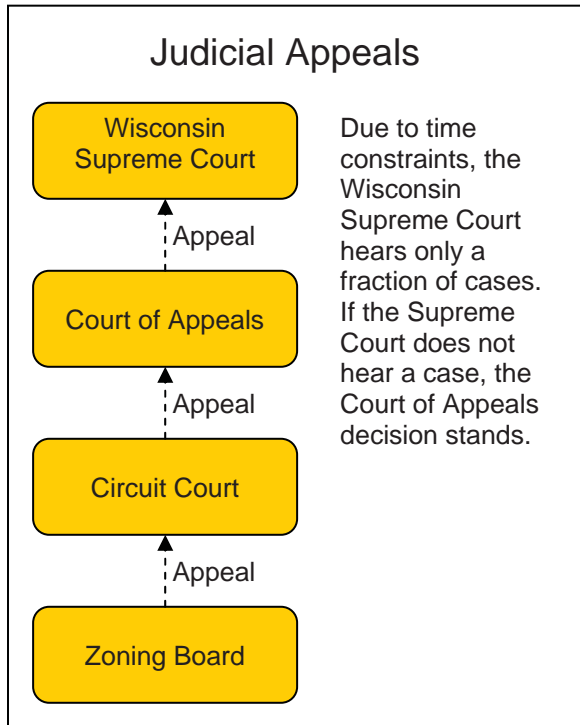 Judicial Appeals
Wisconsin
Supreme Court
Appeal
Court of Appeals
Appeal
Circuit Court
Appeal
Zoning Board
Due to time
constraints, the
Wisconsin
Supreme Court
hears only a
fraction of cases.
If the Supreme
Court does not
hear a case, the
Court of Appeals
decision stands.